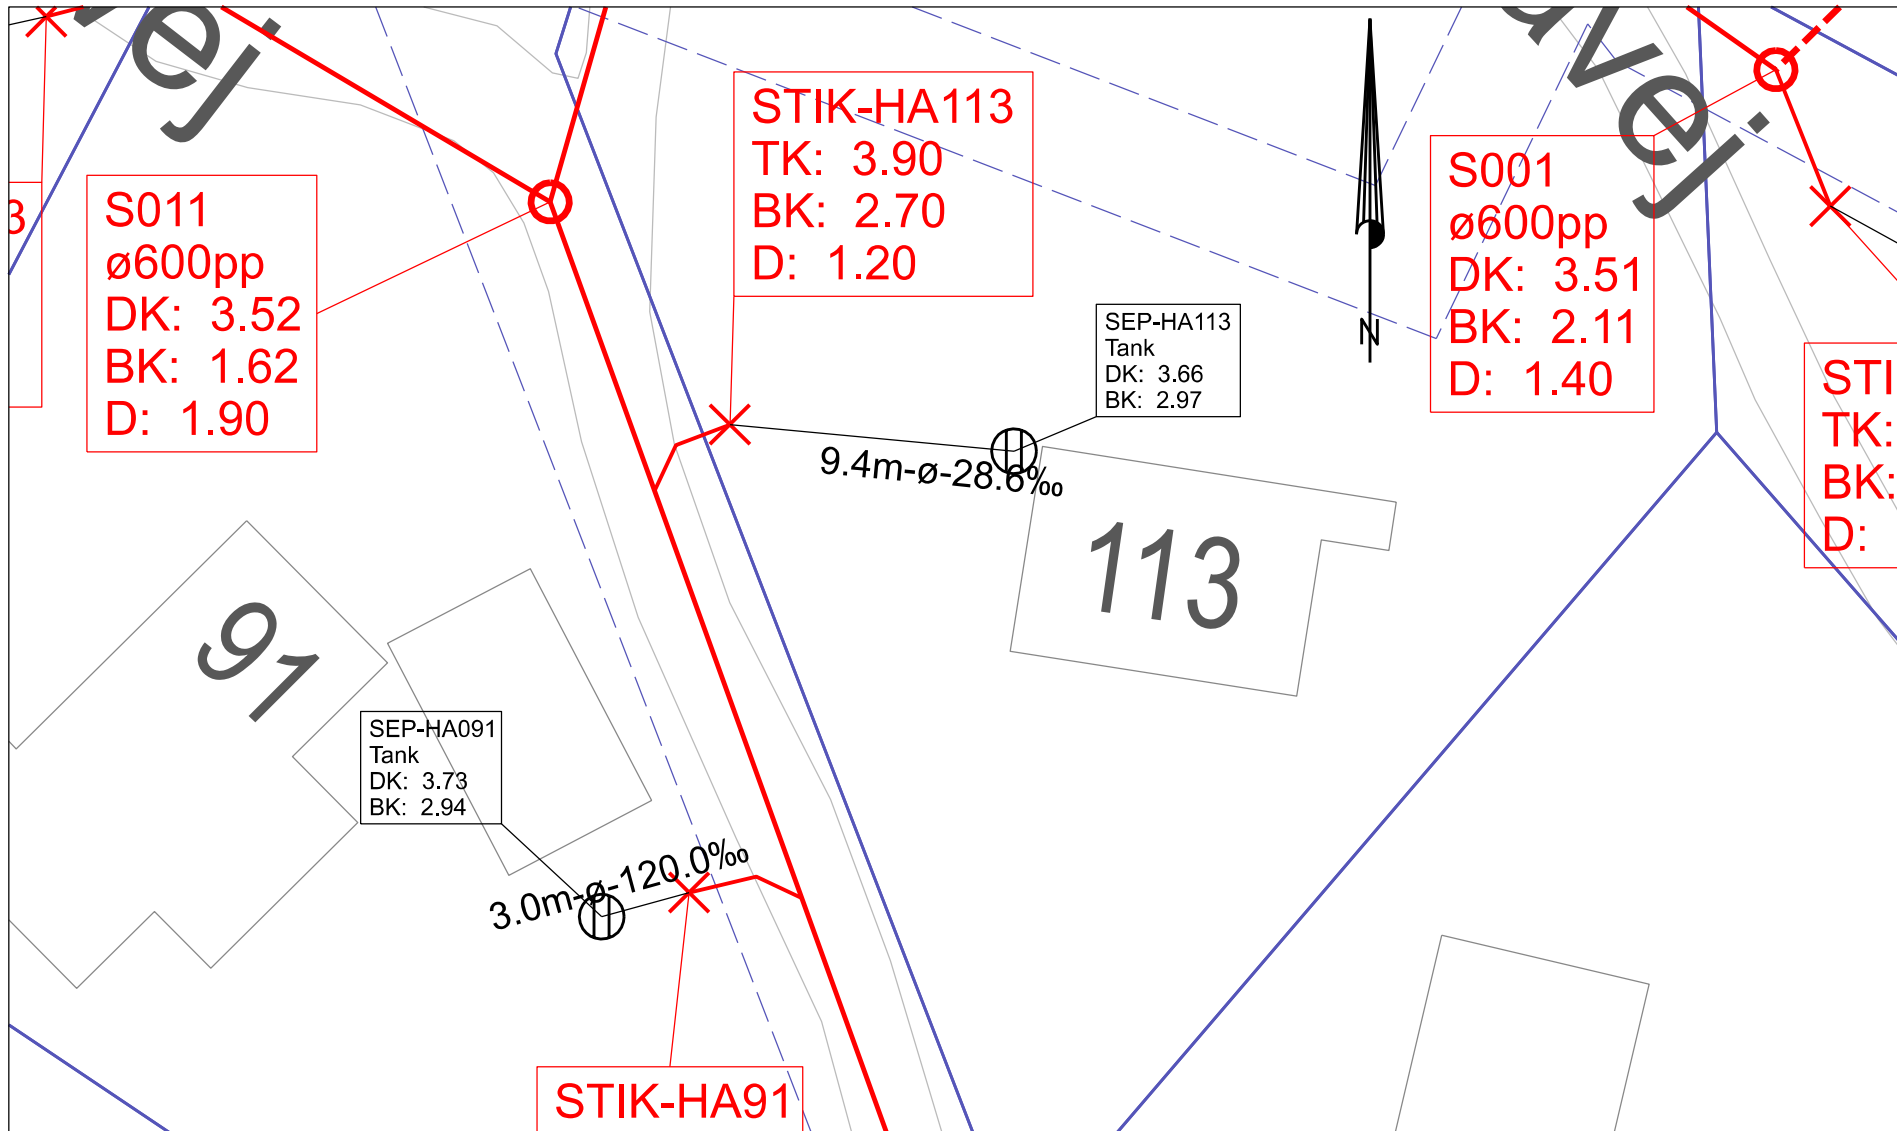 vej
3
S011
ø600pp
DK: 3.52
BK: 1.62
D: 1.90
STIK-HA113
TK: 3.90
BK: 2.70
D: 1.20
SEP-HA113
Tank
DK: 3.66
BK: 2.97
N
vej
S001
ø600pp
DK: 3.51
BK: 2.11
D: 1.40
STI
TK:
BK:
D:
9.4m-ø-28.6‰
113
91
SEP-HA091
Tank
DK: 3.73
BK: 2.94
3.0m-ø-120.0‰
STIK-HA91